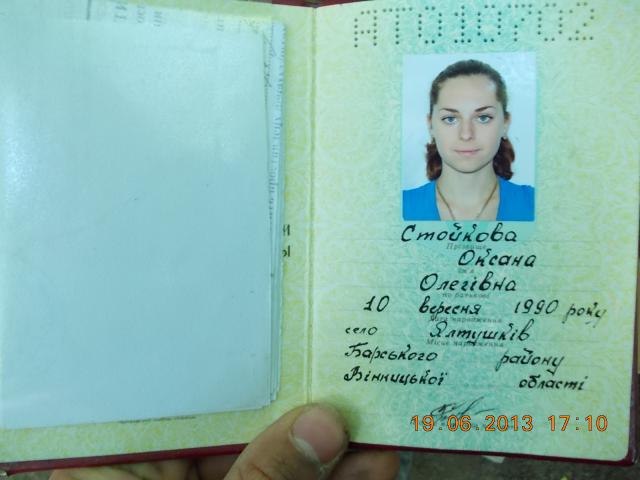 АТ010702
Стойкова
Прізвище
Оксана
Ім'я
Олегівна
по батькові
10 вересня 1990 року
Дата народження
село Ялтушків
Місце народження
Барського району
Вінницької області
19.06.2013 17:10